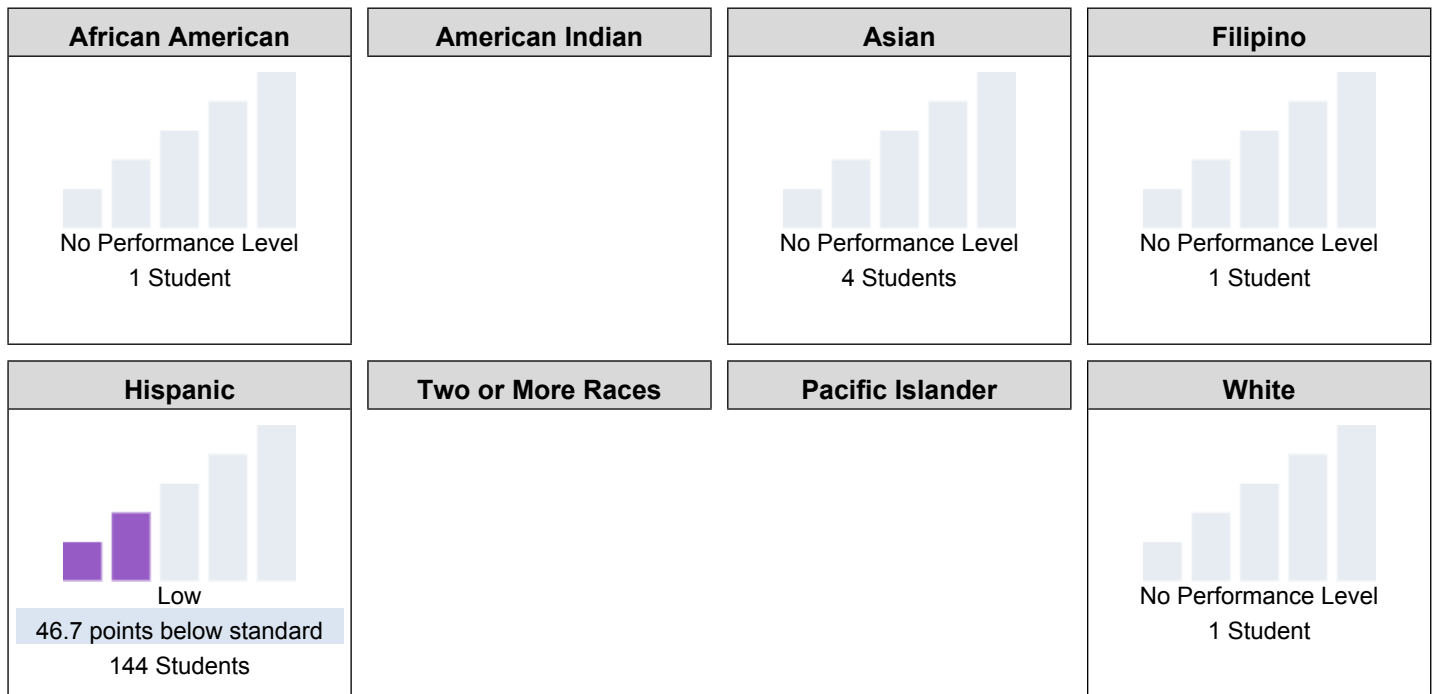 African American
No Performance Level
1 Student
American Indian
Asian
No Performance Level
4 Students
Filipino
No Performance Level
1 Student
Hispanic
Low
46.7 points below standard
144 Students
Two or More Races
Pacific Islander
White
No Performance Level
1 Student